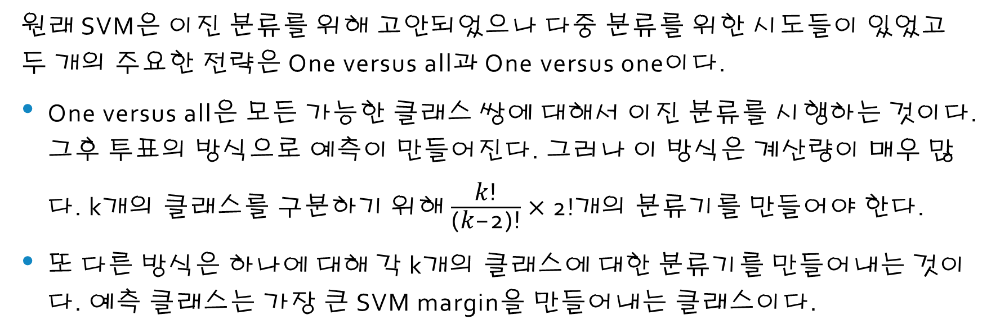 원래 SVM은 이진 분류를 위해 고안되었으나 다중 분류를 위한 시도들이 있었고
두 개의 주요한 전략은 One versus all과 One versus one이다.
• One versus all은 모든 가능한 클래스 쌍에 대해서 이진 분류를 시행하는 것이다.
그후 투표의 방식으로 예측이 만들어진다. 그러나 이 방식은 계산량이 매우 많
다. k개의 클래스를 구분하기 위해 k!/(k−2)! × 2!개의 분류기를 만들어야 한다.
• 또 다른 방식은 하나에 대해 각 k개의 클래스에 대한 분류기를 만들어내는 것이
다. 예측 클래스는 가장 큰 SVM margin을 만들어내는 클래스이다.